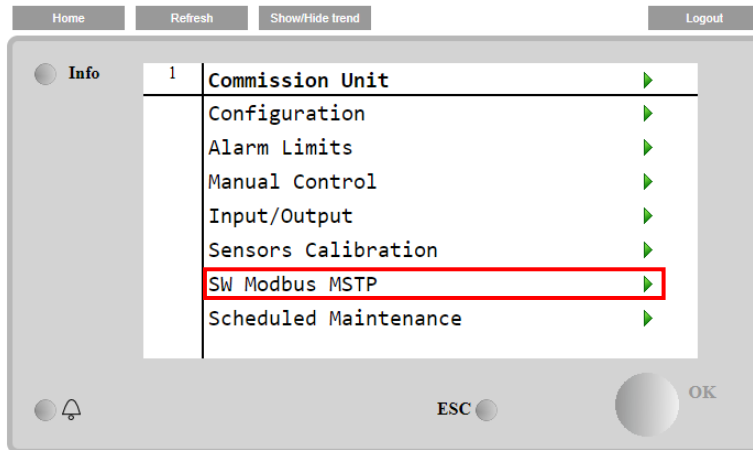 Home Refresh Show/Hide trend Logout
Info
1 Commission Unit
Configuration
Alarm Limits
Manual Control
Input/Output
Sensors Calibration
SW Modbus MSTP
Scheduled Maintenance
OK
ESC